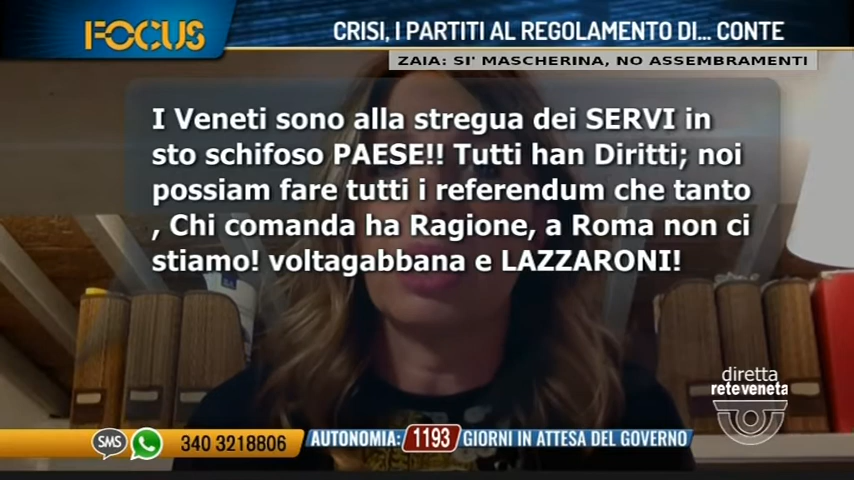 FOCUS
CRISI, I PARTITI AL REGOLAMENTO DI... CONTE
ZAIA: SI' MASCHERINA, NO ASSEMBRAMENTI
I Veneti sono alla stregua dei SERVI in
sto schifoso PAESE!! Tutti han Diritti; noi
possiam fare tutti i referendum che tanto
, Chi comanda ha Ragione, a Roma non ci
stiamo! voltagabbana e LAZZARONI!
diretta
reteveneta
SMS 340 3218806
AUTONOMIA: 1193 GIORNI IN ATTESA DEL GOVERNO